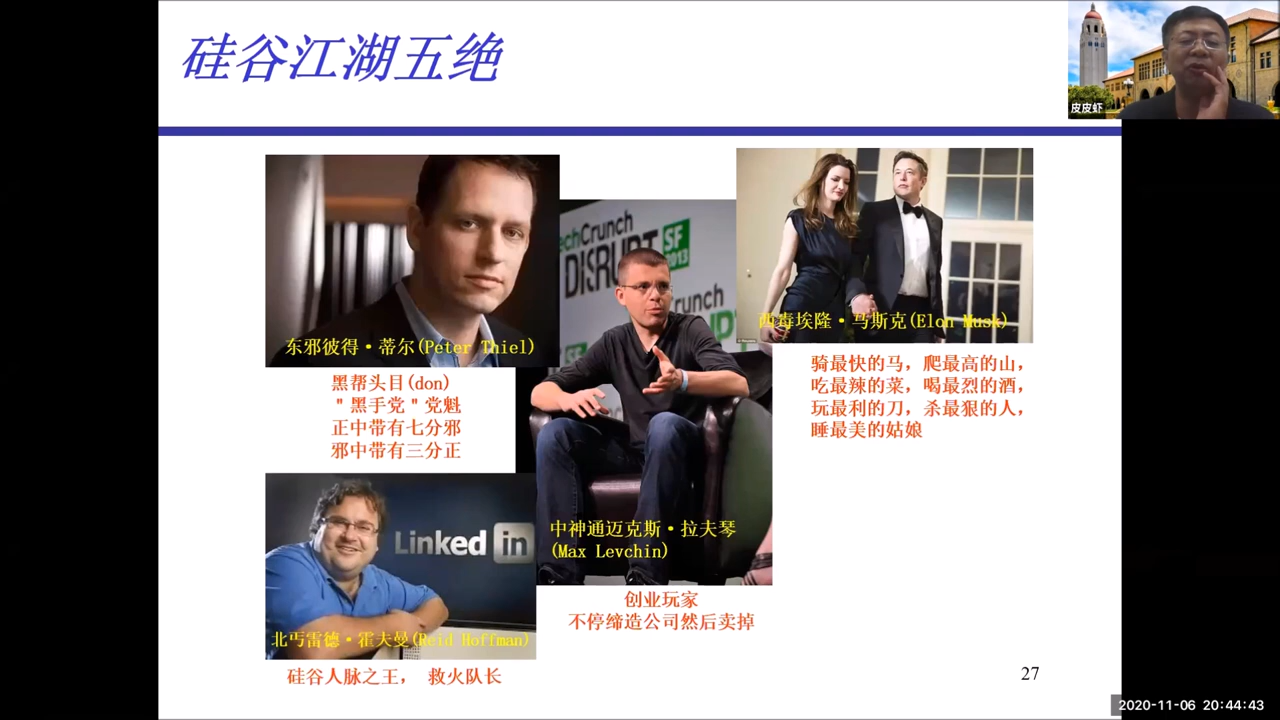 硅谷江湖五绝
皮皮虾
echCrunch
DISRUPT
SF
2013
crunch
东邪彼得·蒂尔(Peter Thiel)
黑帮头目(don)
"黑手党"党魁
正中带有七分邪
邪中带有三分正
西毒埃隆·马斯克(Elon Musk)
骑最快的马，爬最高的山，
吃最辣的菜，喝最烈的酒，
玩最利的刀，杀最狠的人，
睡最美的姑娘
Linked in
中神通迈克斯·拉夫琴
(Max Levchin)
创业玩家
不停缔造公司然后卖掉
北丐雷德·霍夫曼(Reid Hoffman)
硅谷人脉之王， 救火队长
27
2020-11-06 20:44:43